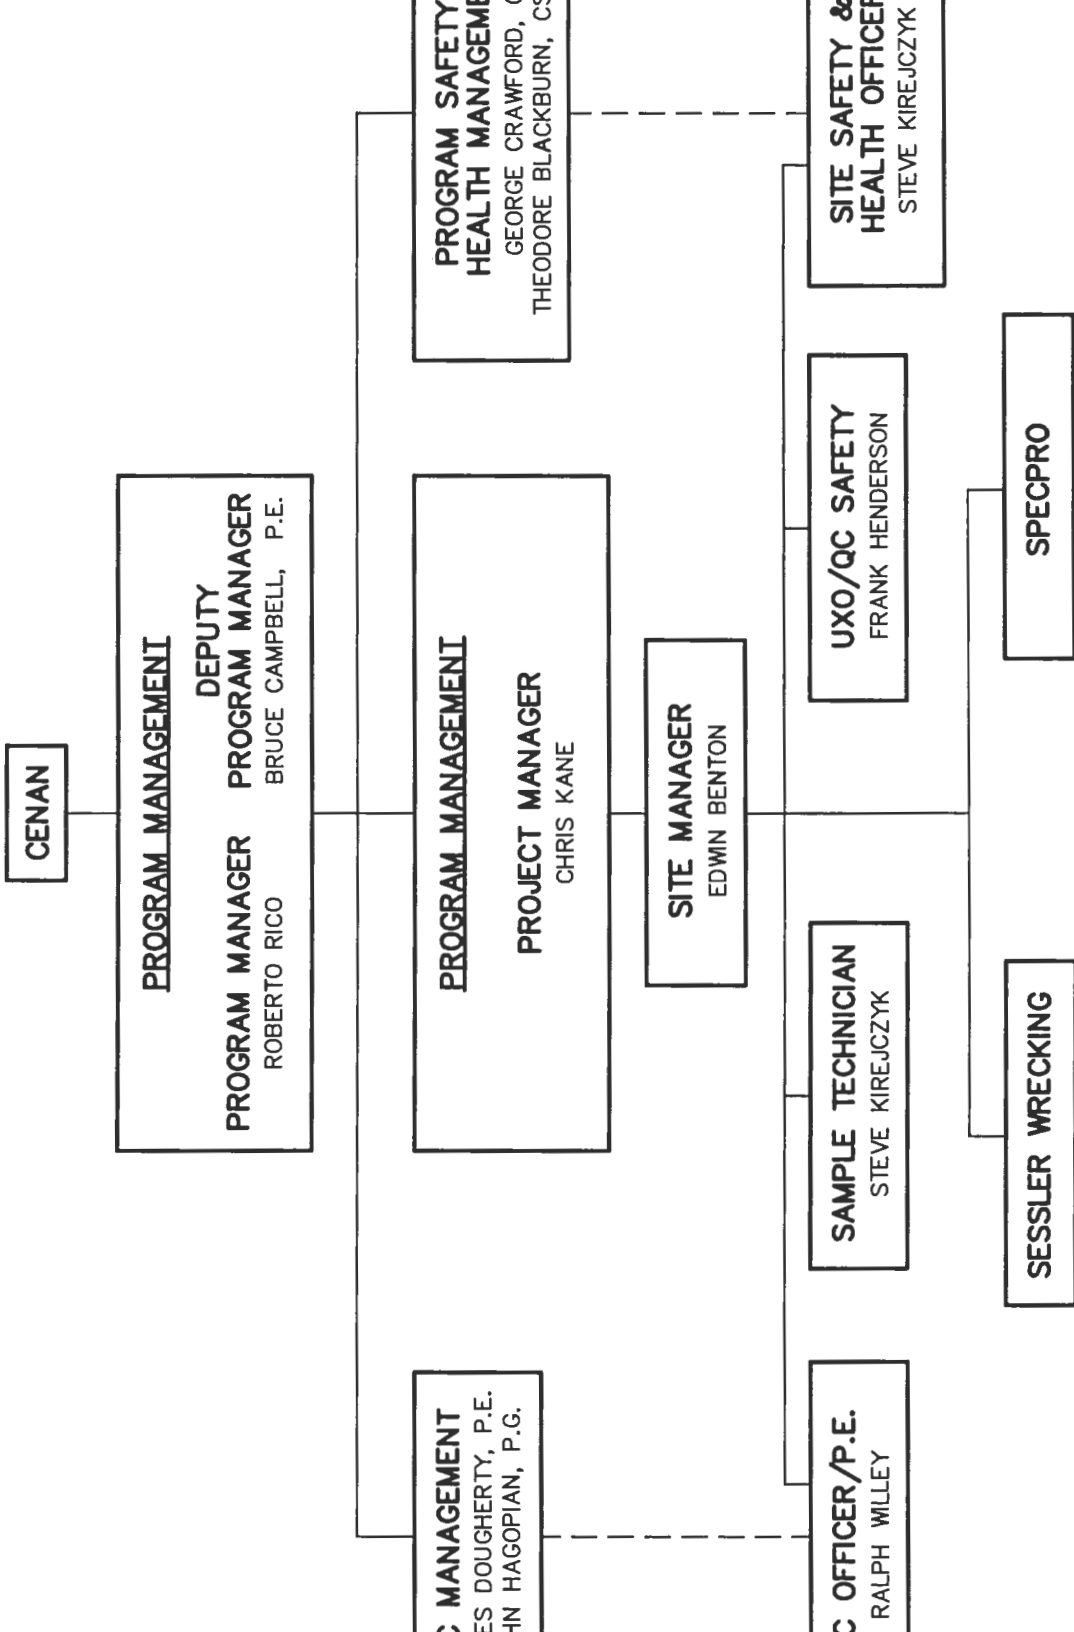 CENAN
PROGRAM MANAGEMENT
DEPUTY
PROGRAM MANAGER PROGRAM MANAGER
ROBERTO RICO BRUCE CAMPBELL, P.E.
C MANAGEMENT
ES DOUGHERTY, P.E.
HN HAGOPIAN, P.G.
PROGRAM MANAGEMENT
PROJECT MANAGER
CHRIS KANE
PROGRAM SAFETY
HEALTH MANAGEME
GEORGE CRAWFORD, C
THEODORE BLACKBURN, CS
SITE MANAGER
EDWIN BENTON
C OFFICER/P.E.
RALPH WILLEY
SAMPLE TECHNICIAN
STEVE KIREJCZYK
UXO/QC SAFETY
FRANK HENDERSON
SITE SAFETY &
HEALTH OFFICER
STEVE KIREJCZYK
SESSLER WRECKING
SPECPRO